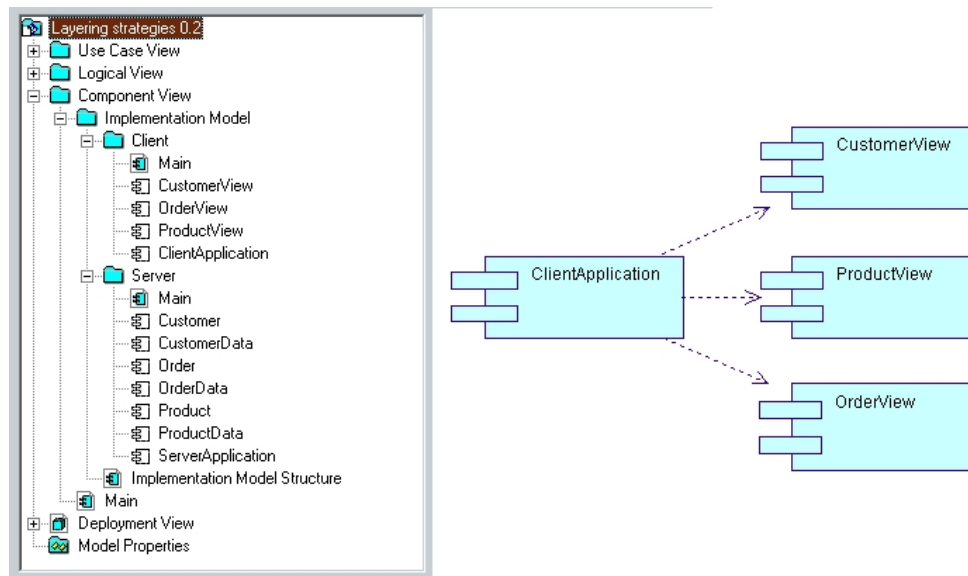 Layering strategies 0.2
Use Case View
Logical View
Component View
Implementation Model
Client
Main
CustomerView
OrderView
ProductView
ClientApplication
Server
Main
Customer
CustomerData
Order
OrderData
Product
ProductData
ServerApplication
Implementation Model Structure
Main
Deployment View
Model Properties
CustomerView
ClientApplication
ProductView
OrderView